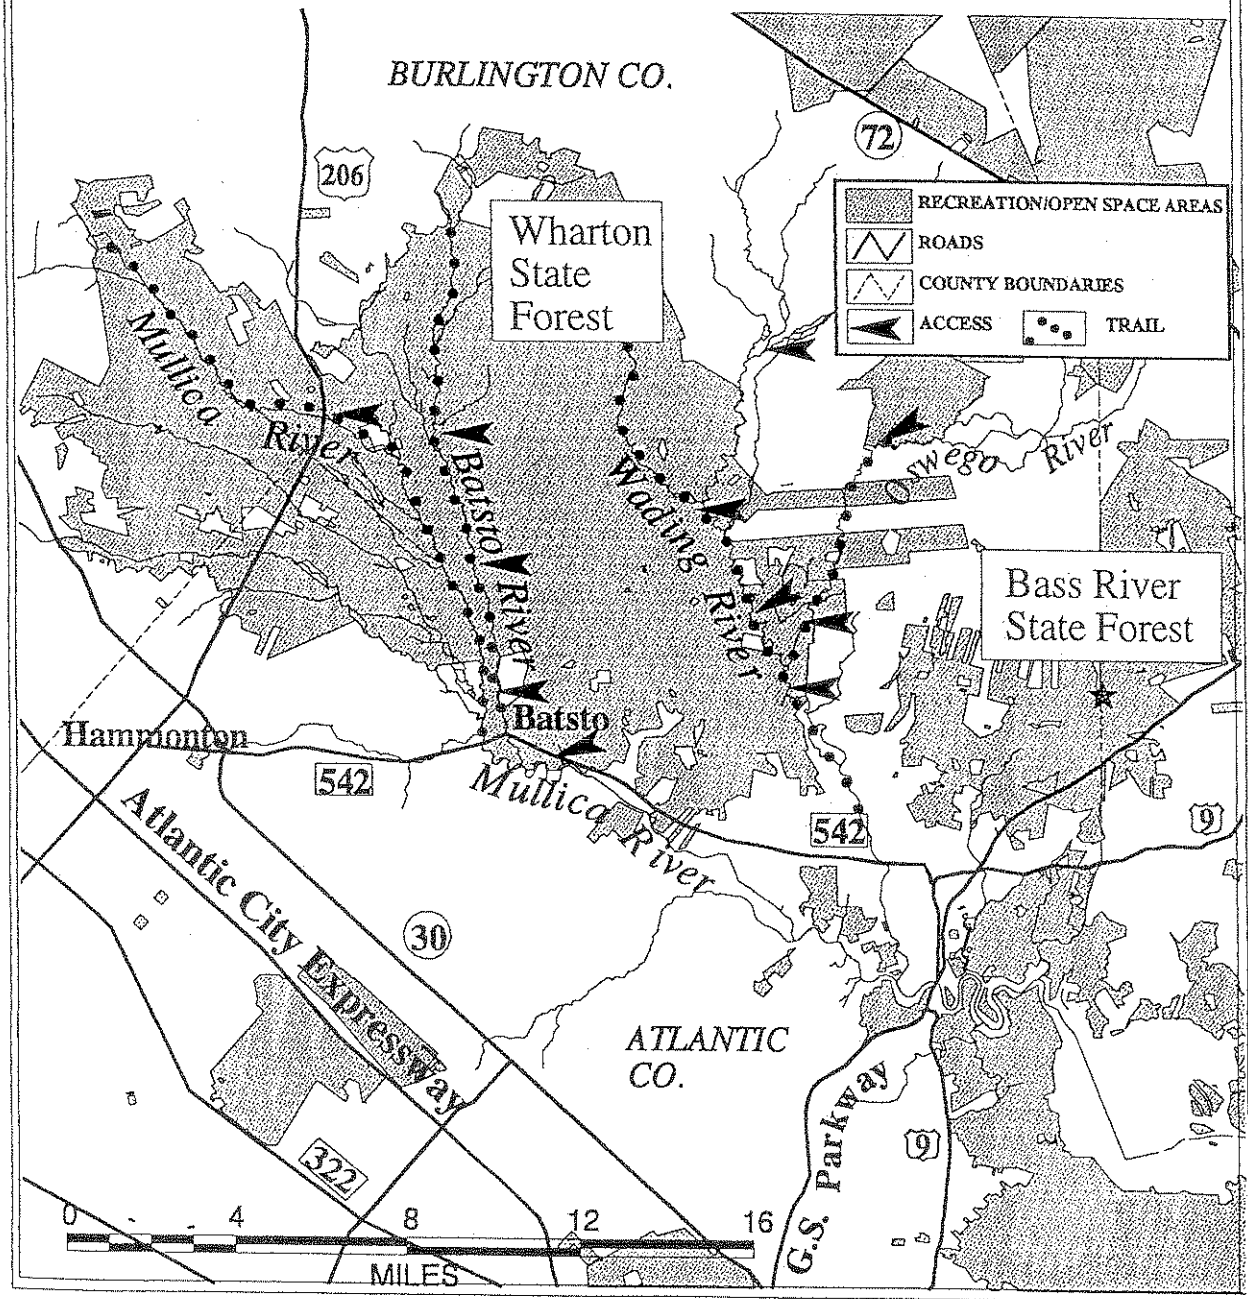 BURLINGTON CO.
72
206
Wharton
State
Forest
RECREATION/OPEN SPACE AREAS
ROADS
COUNTY BOUNDARIES
ACCESS
TRAIL
Mullica
River
Batsto
River
Wading
River
Oswego
River
Bass River
State Forest
Batsto
Hammonton
542
Mullica River
542
9
Atlantic City Expressway
30
ATLANTIC
CO.
G.S. Parkway
9
322
0 4 8 12 16
MILES